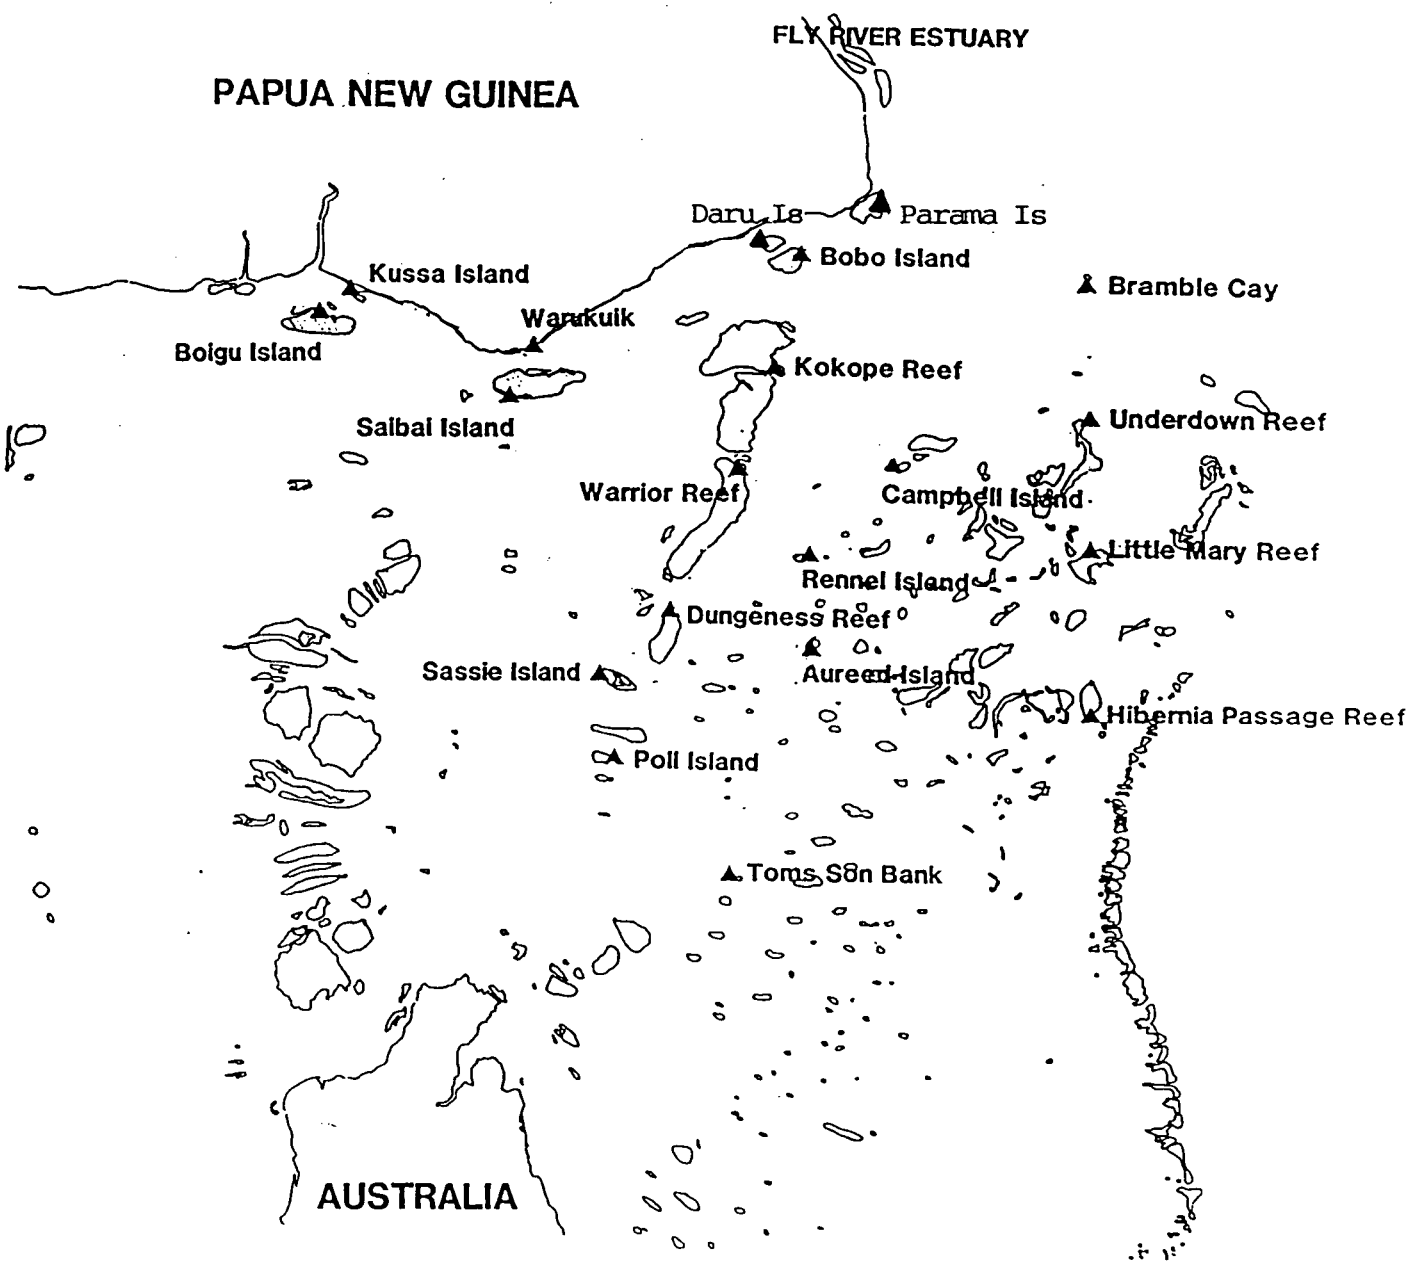 FLY RIVER ESTUARY
PAPUA NEW GUINEA
Daru Is
Parama Is
Bobo Island
Kussa Island
Bramble Cay
Warukuik
Boigu Island
Kokope Reef
Underdown Reef
Saibai Island
Warrior Reef
Campbell Island
Little Mary Reef
Rennel Island
Dungeness Reef
Sassie Island
Aureed Island
Hibernia Passage Reef
Poll Island
Toms Son Bank
AUSTRALIA